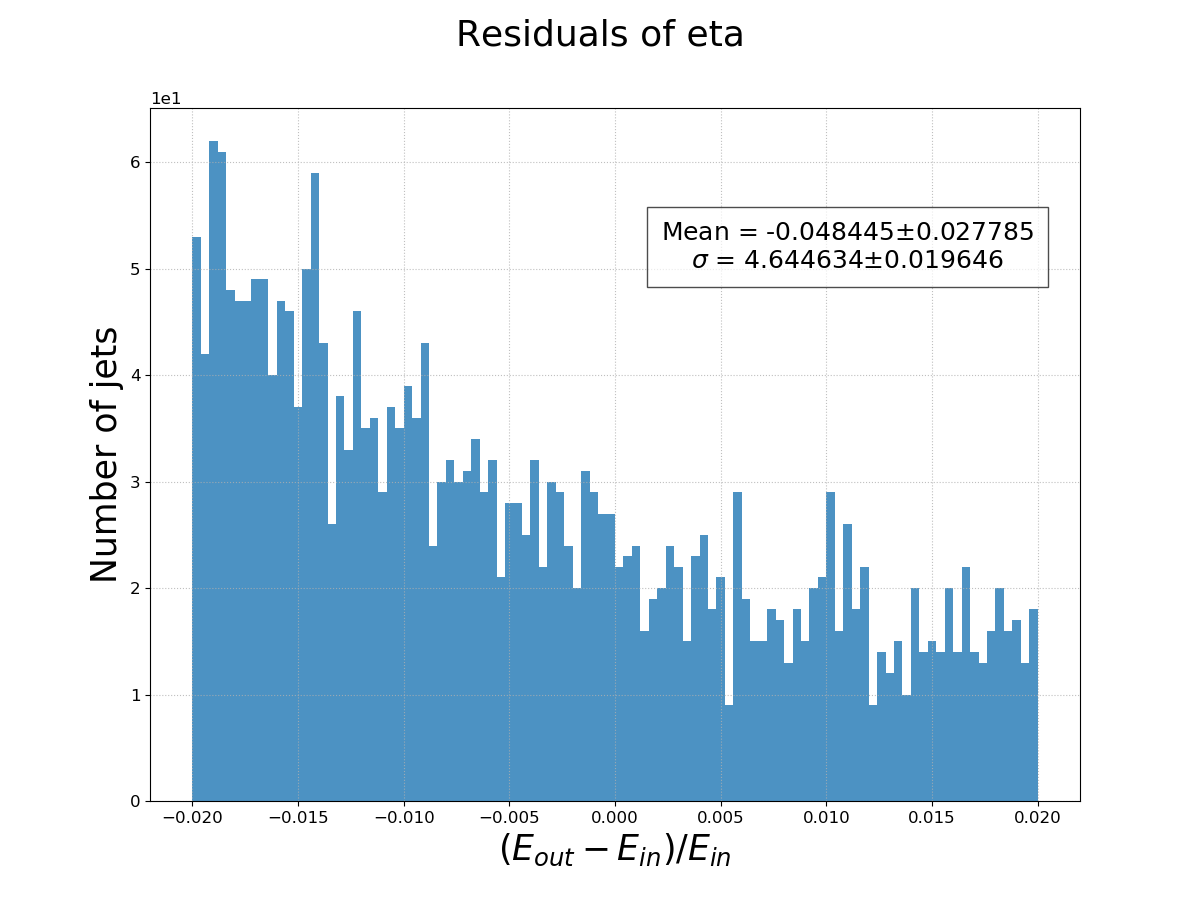 Residuals of eta
1e1
6
5
4
3
2
1
0
Number of jets
Mean = -0.048445±0.027785
σ = 4.644634±0.019646
−0.020 −0.015 −0.010 −0.005 0.000 0.005 0.010 0.015 0.020
(E_out − E_in)/E_in